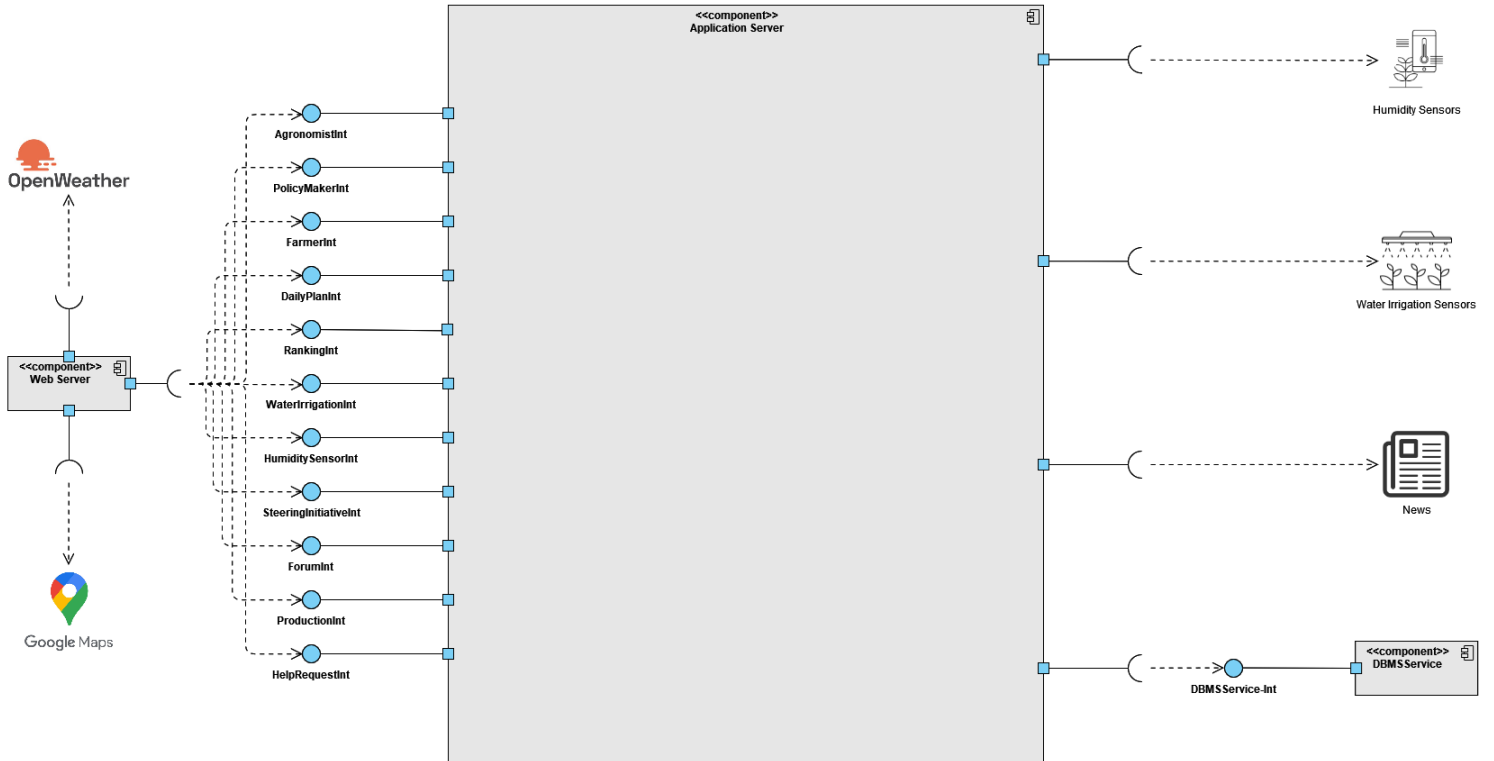 <<component>>
Application Server
Humidity Sensors
AgronomistInt
OpenWeather
PolicyMakerInt
FarmerInt
DailyPlanInt
Water Irrigation Sensors
RankingInt
<<component>>
Web Server
WaterIrrigationInt
HumiditySensorInt
SteeringInitiativeInt
News
ForumInt
ProductionInt
Google Maps
HelpRequestInt
<<component>>
DBMSService
DBMSService-Int